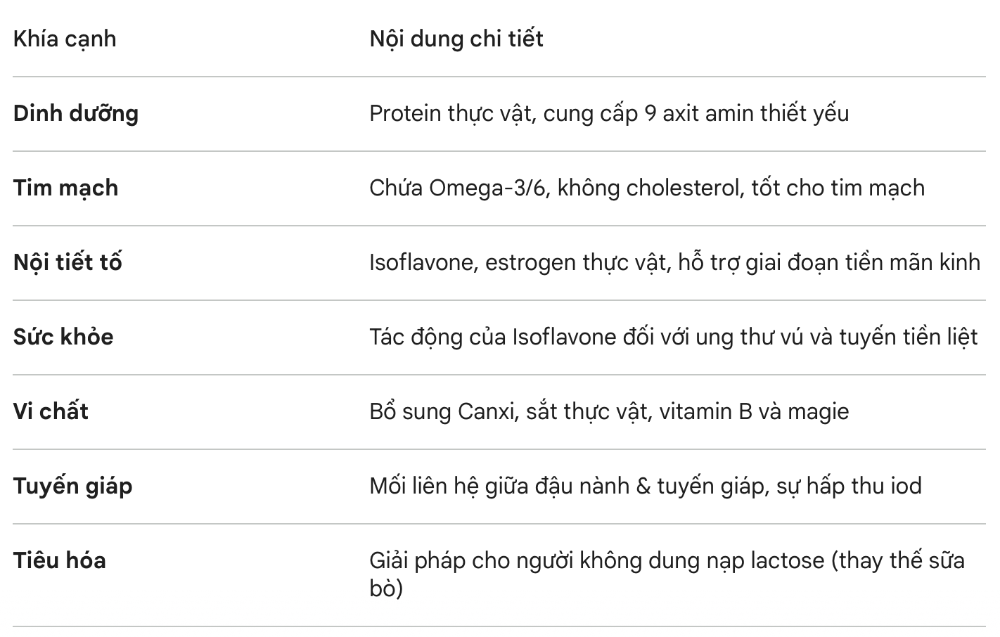 Khía cạnh
Nội dung chi tiết
Dinh dưỡng
Protein thực vật, cung cấp 9 axit amin thiết yếu
Tim mạch
Chứa Omega-3/6, không cholesterol, tốt cho tim mạch
Nội tiết tố
Isoflavone, estrogen thực vật, hỗ trợ giai đoạn tiền mãn kinh
Sức khỏe
Tác động của Isoflavone đối với ung thư vú và tuyến tiền liệt
Vi chất
Bổ sung Canxi, sắt thực vật, vitamin B và magie
Tuyến giáp
Mối liên hệ giữa đậu nành & tuyến giáp, sự hấp thu iod
Tiêu hóa
Giải pháp cho người không dung nạp lactose (thay thế sữa
bò)